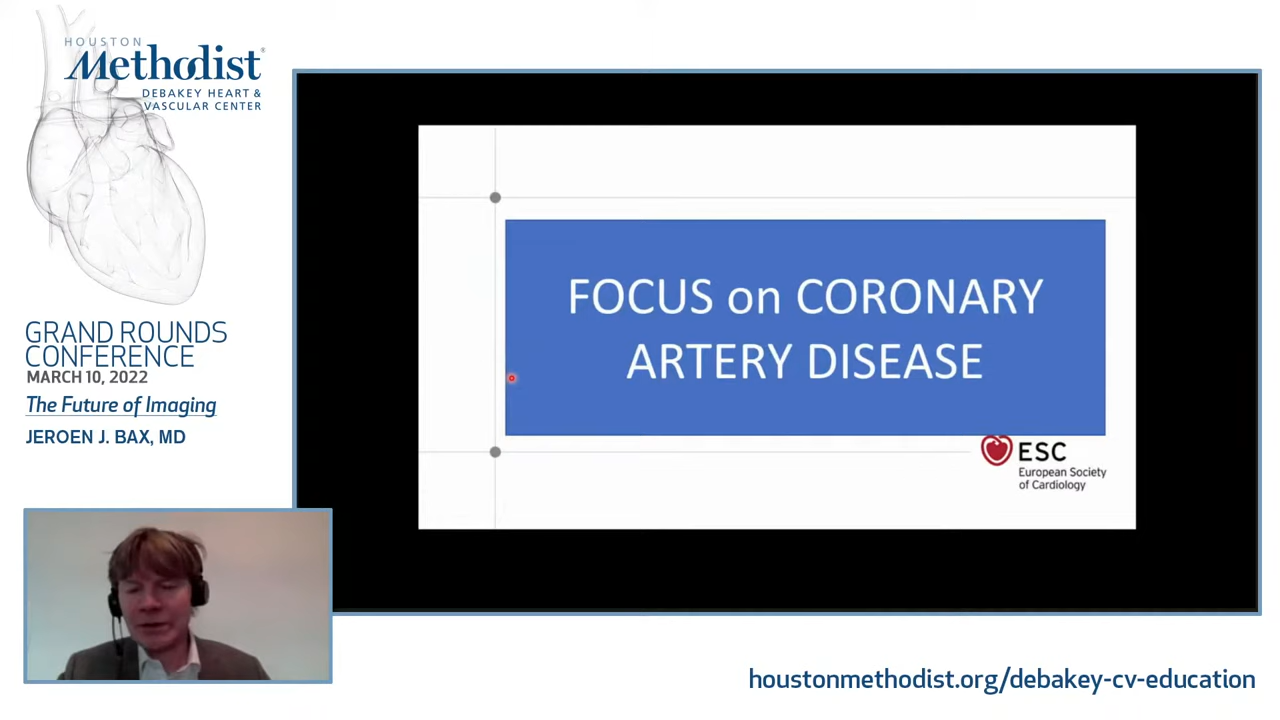 HOUSTON
Methodist®
DEBAKEY HEART &
VASCULAR CENTER
GRAND ROUNDS
CONFERENCE
MARCH 10, 2022
The Future of Imaging
JEROEN J. BAX, MD
FOCUS on CORONARY
ARTERY DISEASE
ESC
European Society
of Cardiology
houstonmethodist.org/debakey-cv-education